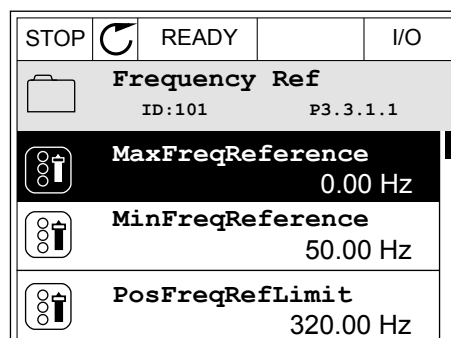 STOP READY I/O
Frequency Ref
ID:101 P3.3.1.1
MaxFreqReference
0.00 Hz
MinFreqReference
50.00 Hz
PosFreqRefLimit
320.00 Hz